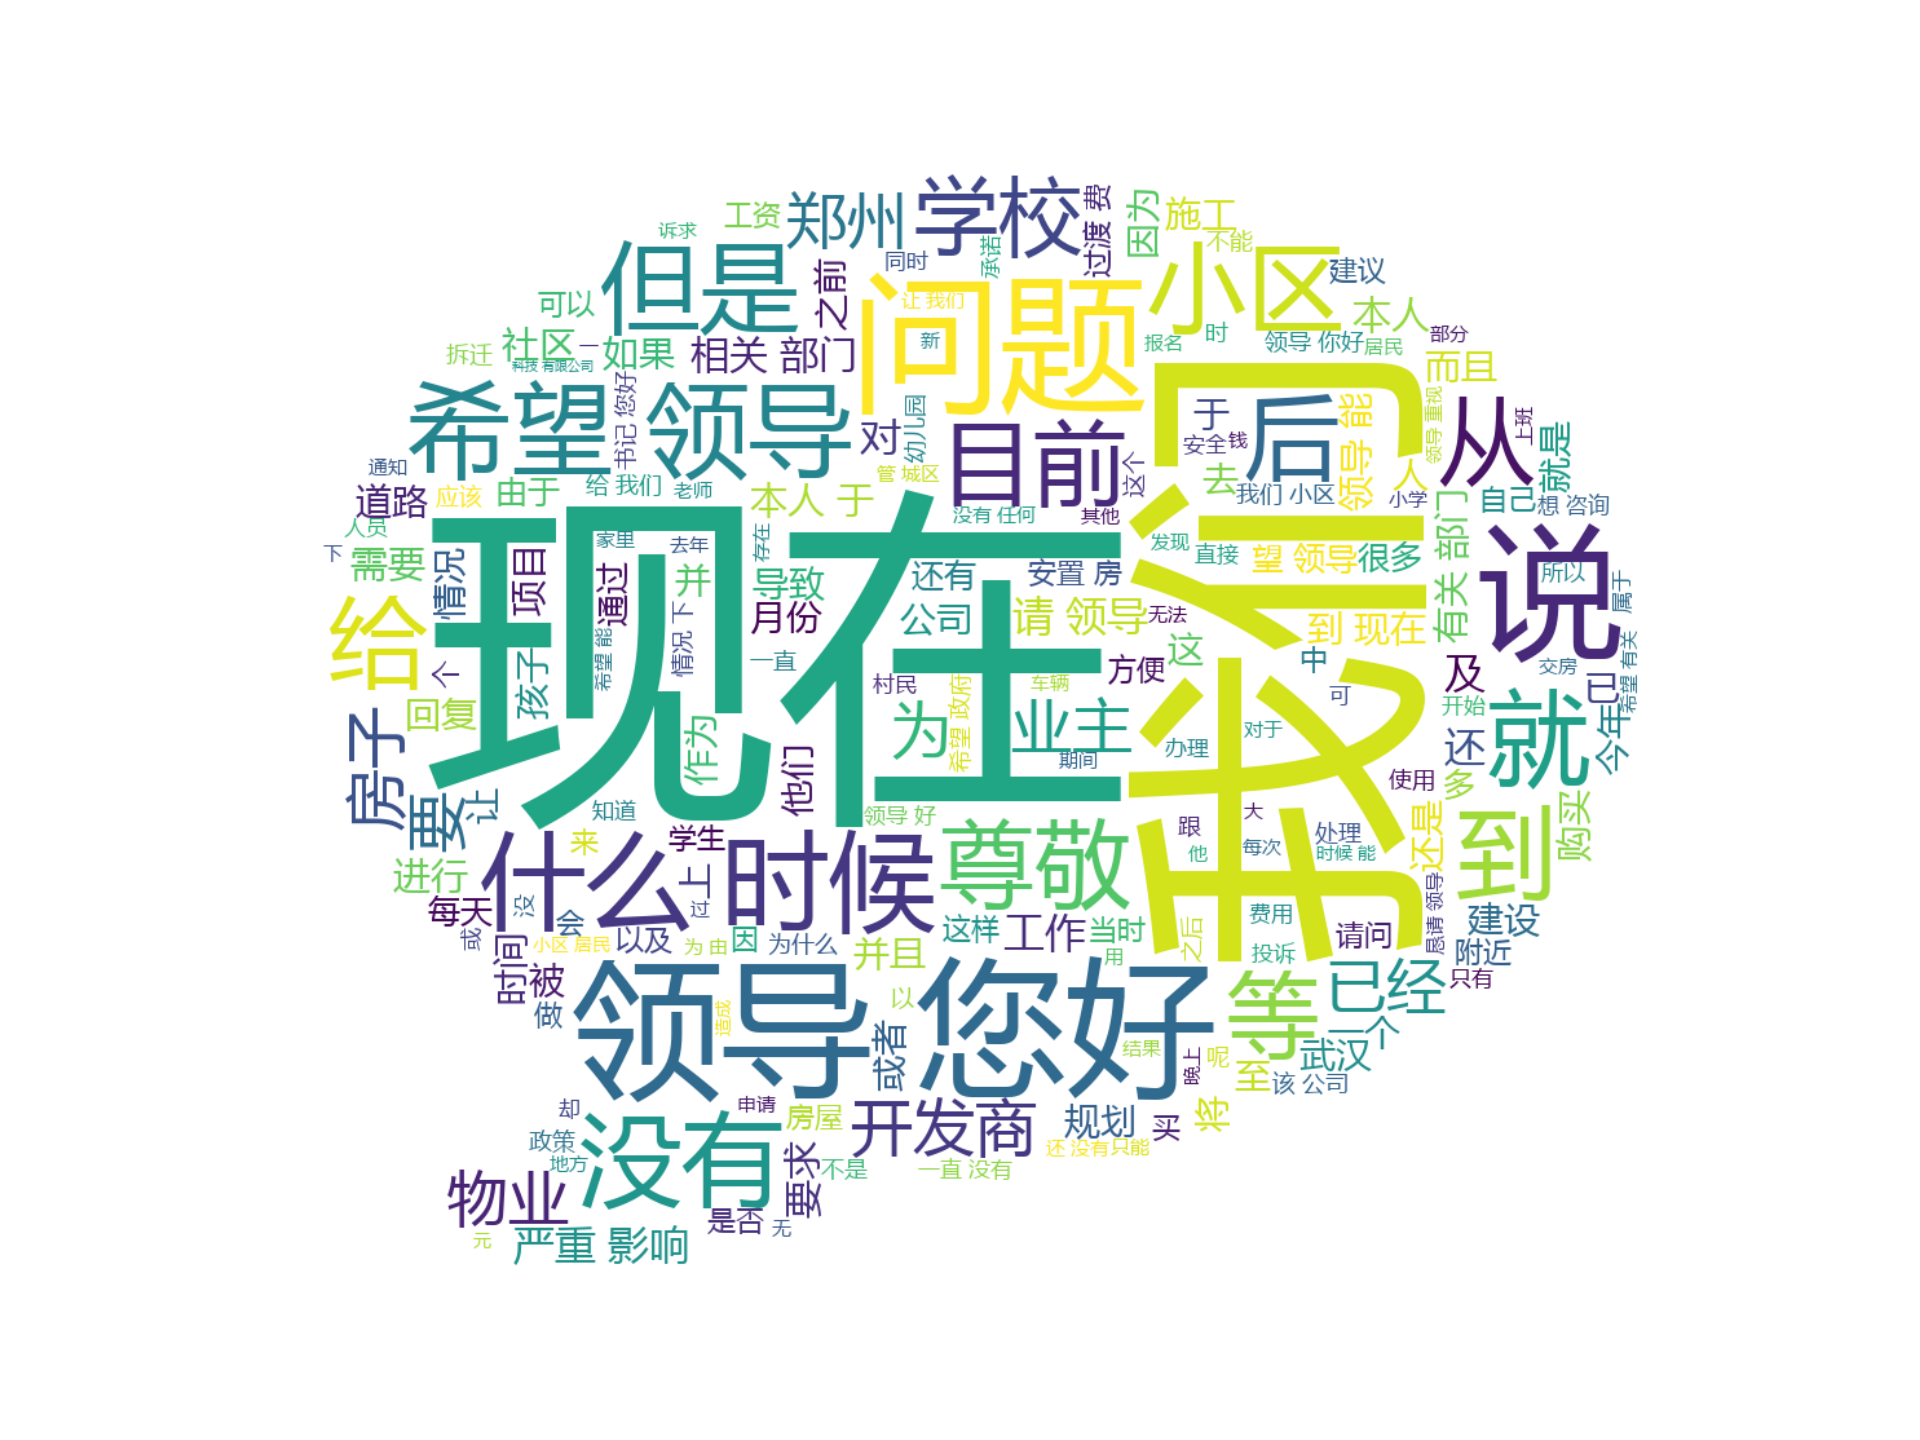 学校
郑州
工资
过渡 费
因为
施工
诉求
但是
同时
承诺
不能
小区
建议
之前
问题
可以
让 我们
本人
社区
一
如果
相关 部门
新
报名
时
领导 你好
居民
部分
拆迁
科技 有限公司
而且
希望
书记 您好
领导
对
幼儿园
目前
我们
于
后
领导 能
领导 重视
从
上班
就是
安全
钱
通知
道路
应该
由于
给 我们
老师
本人 于
管 城区
这个
去
我们 小区
人
小学
自己
想 咨询
人员
现在
没有 任何
其他
有关 部门
说
下
需要
情况
项目
家里
通过
去年
并
存在
导致
还有
安置 房
发现
直接
望 领导
很多
所以
属于
给
月份
公司
请 领导
无法
到 现在
个
孩子
希望 能
情况 下
一直
村民
车辆
方便
这
中
及
交房
已
希望 有关
回复
作为
为
希望 政府
业主
可
开始
就
今年
房子
他们
期间
办理
对于
还
要
让
知道
领导 好
使用
多
购买
什么 时候
来
学生
尊敬
跟
大
处理
还是
到
进行
上
他
每次
时候 能
每天
没
会
过
这样
工作
当时
费用
请问
恳请 领导
建设
或
时间
小区 居民
以及
为 由
因
为什么
并且
用
之后
投诉
附近
被
领导 您好
等
已经
只有
做
造成
以
或者
结果
晚上
呢
至
武汉
一个
该 公司
却
申请
房屋
开发商
规划
买
将
政策
没有
还 没有
只能
地方
要求
不是
一直 没有
物业
是否
无
元
严重 影响